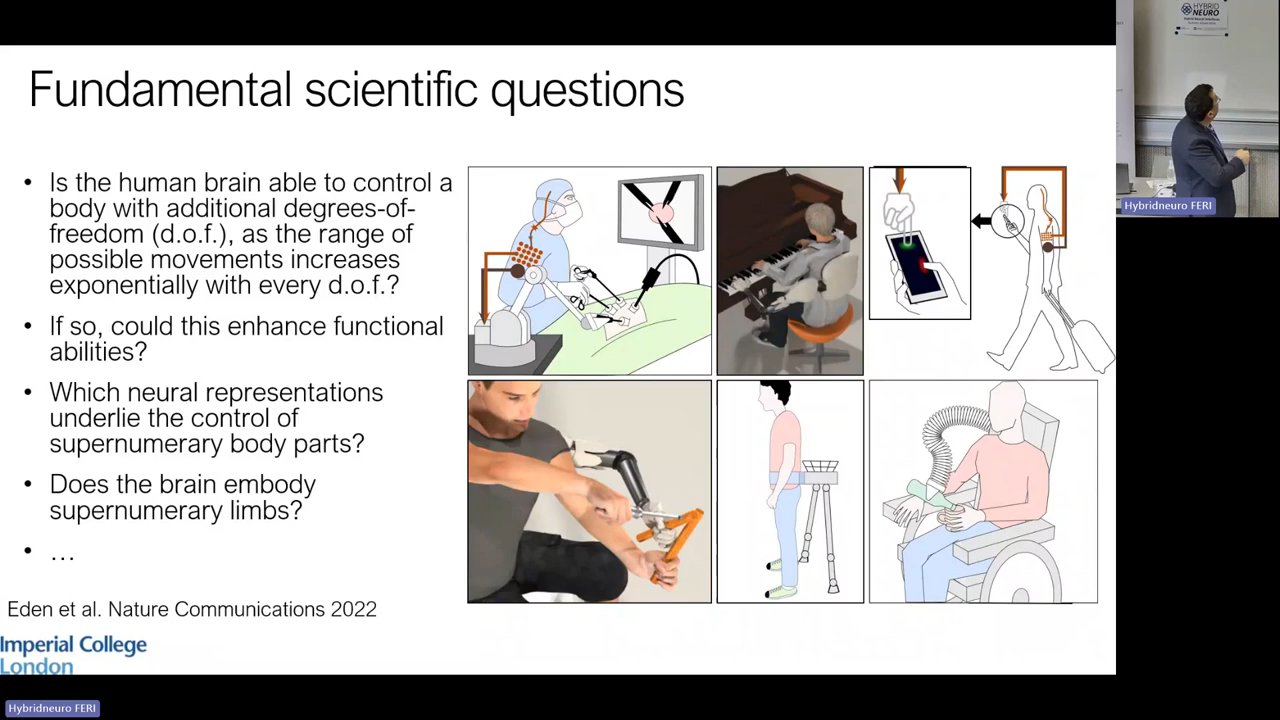 Fundamental scientific questions
• Is the human brain able to control a
body with additional degrees-of-
freedom (d.o.f.), as the range of
possible movements increases
exponentially with every d.o.f.?
• If so, could this enhance functional
abilities?
• Which neural representations
underlie the control of
supernumerary body parts?
• Does the brain embody
supernumerary limbs?
• …
Eden et al. Nature Communications 2022
Imperial College
London
HYBRID
NEURO
Hybridneuro FERI
Hybridneuro FERI